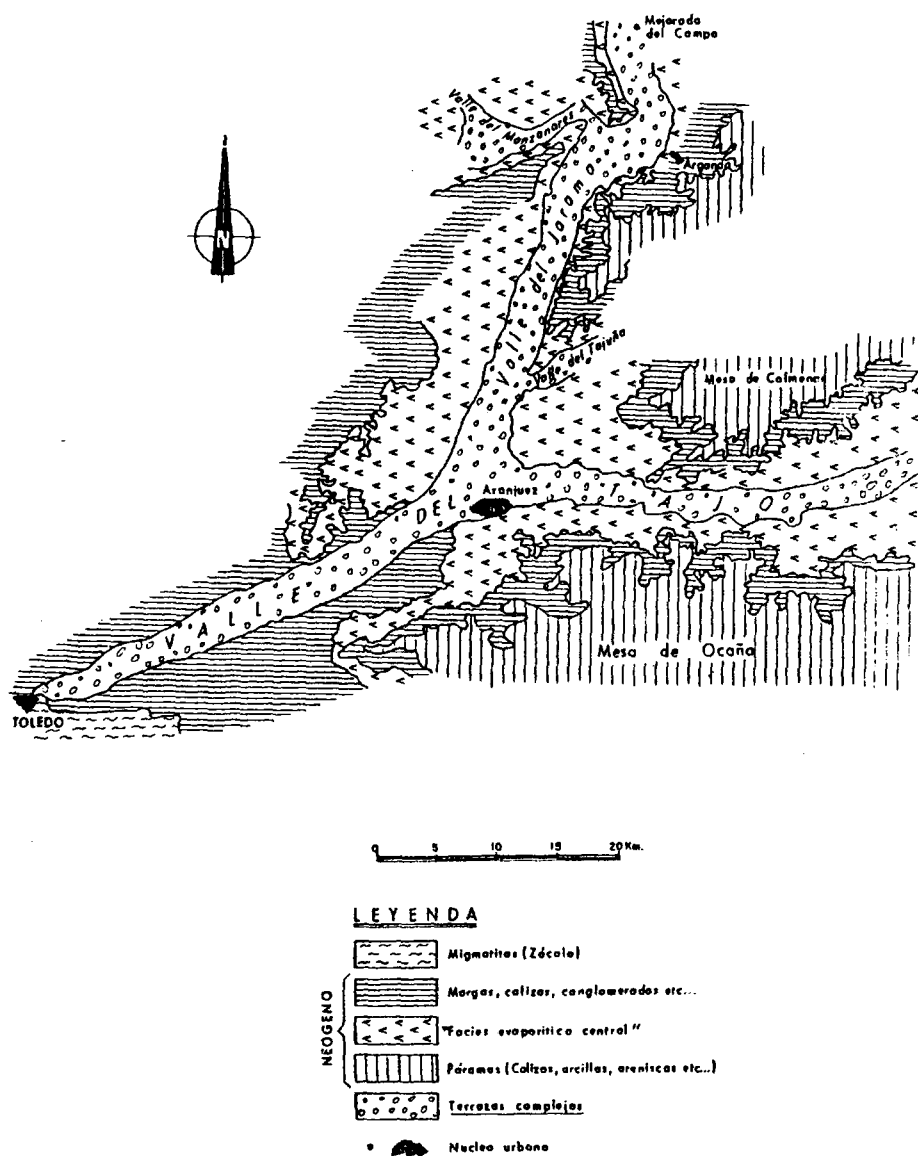 Mejorada
del Campo
Valle del Manzanares
Arganda
N
Valle del Jarama
Valle del Tajuña
Mesa de Colmenar
Aranjuez
VALLE DEL TAJO
Mesa de Ocaña
TOLEDO
0 5 10 15 20 Km.
LEYENDA
Migmatitas (Zócalo)
NEOGENO
Margas, calizas, conglomerados etc...
"Facies evaporítica central"
Páramos (Calizas, arcillas, areniscas etc...)
Terrazas complejas
Nucleo urbano